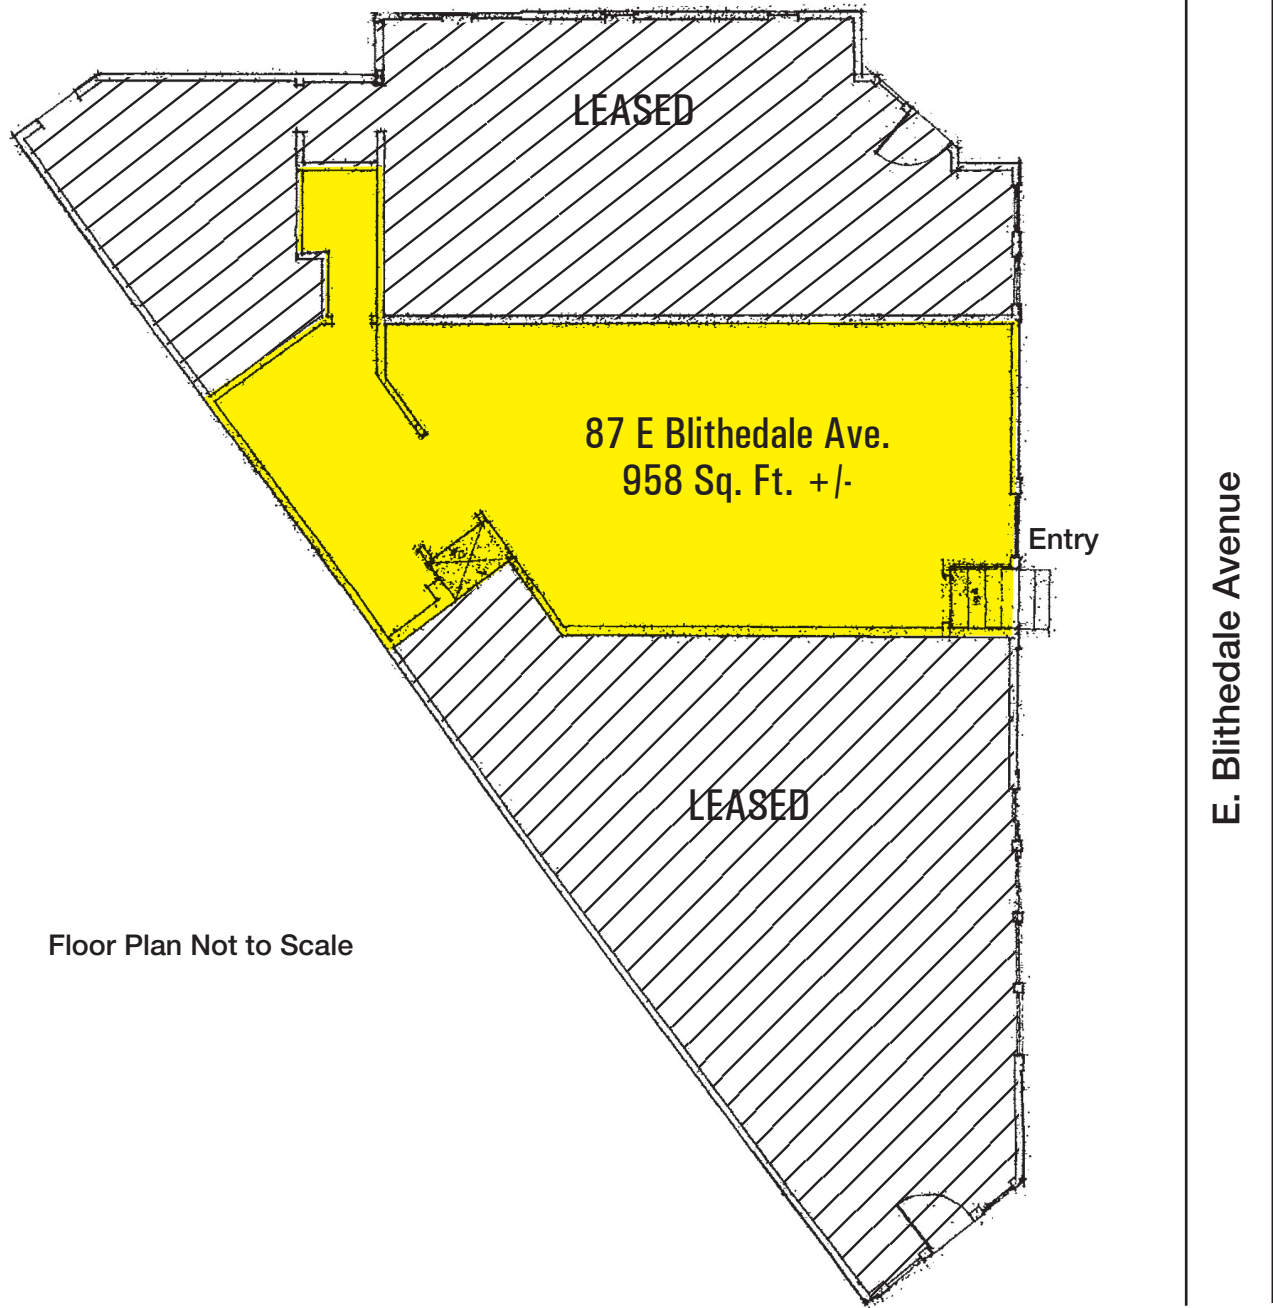 LEASED
87 E Blithedale Ave.
958 Sq. Ft. +/-
Entry
E. Blithedale Avenue
LEASED
Floor Plan Not to Scale